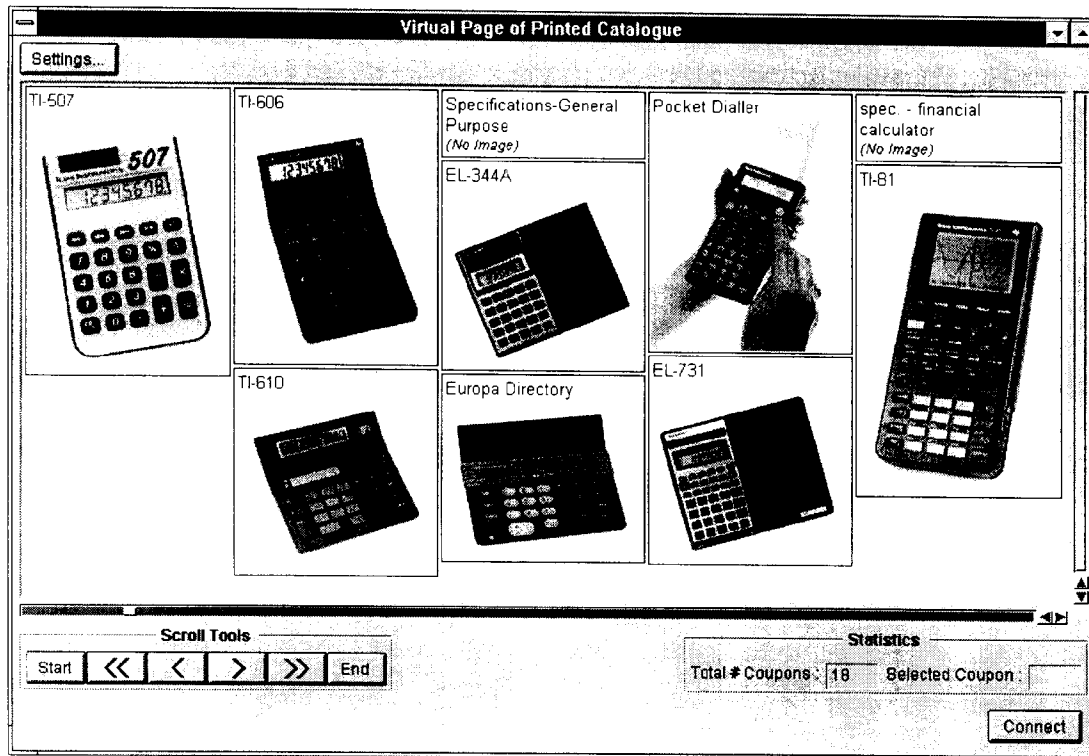 Virtual Page of Printed Catalogue
Settings...
TI-507
507
12345678
TI-606
12345678
TI-610
Specifications-General
Purpose
(No Image)
EL-344A
Europa Directory
Pocket Dialler
EL-731
spec. - financial
calculator
(No Image)
TI-81
Scroll Tools
Start
<<
<
>
>>
End
Statistics
Total # Coupons : 18 Selected Coupon :
Connect